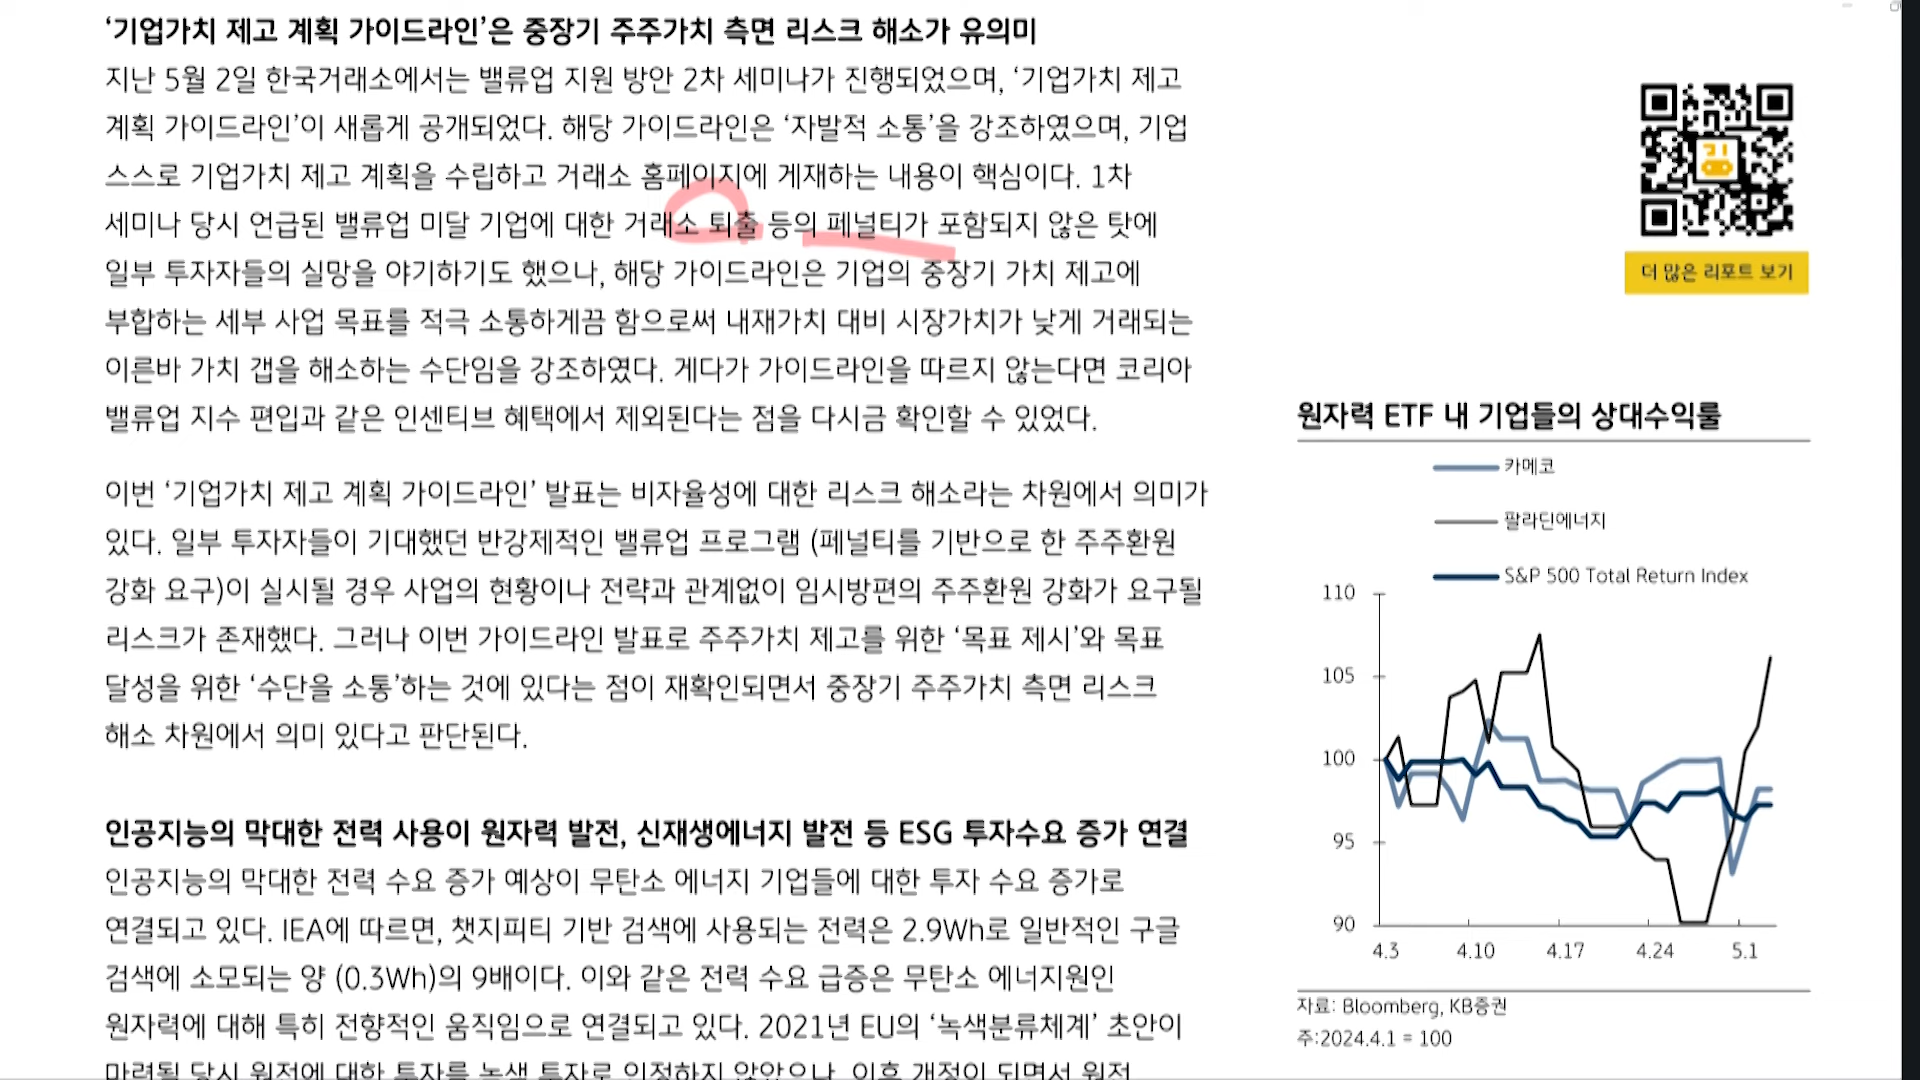 ‘기업가치 제고 계획 가이드라인’은 중장기 주주가치 측면 리스크 해소가 유의미
지난 5월 2일 한국거래소에서는 밸류업 지원 방안 2차 세미나가 진행되었으며, ‘기업가치 제고
계획 가이드라인’이 새롭게 공개되었다. 해당 가이드라인은 ‘자발적 소통’을 강조하였으며, 기업
스스로 기업가치 제고 계획을 수립하고 거래소 홈페이지에 게재하는 내용이 핵심이다. 1차
세미나 당시 언급된 밸류업 미달 기업에 대한 거래소 퇴출 등의 페널티가 포함되지 않은 탓에
일부 투자자들의 실망을 야기하기도 했으나, 해당 가이드라인은 기업의 중장기 가치 제고에
부합하는 세부 사업 목표를 적극 소통하게끔 함으로써 내재가치 대비 시장가치가 낮게 거래되는
이른바 가치 갭을 해소하는 수단임을 강조하였다. 게다가 가이드라인을 따르지 않는다면 코리아
밸류업 지수 편입과 같은 인센티브 혜택에서 제외된다는 점을 다시금 확인할 수 있었다.
이번 ‘기업가치 제고 계획 가이드라인’ 발표는 비자율성에 대한 리스크 해소라는 차원에서 의미가
있다. 일부 투자자들이 기대했던 반강제적인 밸류업 프로그램 (페널티를 기반으로 한 주주환원
강화 요구)이 실시될 경우 사업의 현황이나 전략과 관계없이 임시방편의 주주환원 강화가 요구될
리스크가 존재했다. 그러나 이번 가이드라인 발표로 주주가치 제고를 위한 ‘목표 제시’와 목표
달성을 위한 ‘수단을 소통’하는 것에 있다는 점이 재확인되면서 중장기 주주가치 측면 리스크
해소 차원에서 의미 있다고 판단된다.
인공지능의 막대한 전력 사용이 원자력 발전, 신재생에너지 발전 등 ESG 투자수요 증가 연결
인공지능의 막대한 전력 수요 증가 예상이 무탄소 에너지 기업들에 대한 투자 수요 증가로
연결되고 있다. IEA에 따르면, 챗지피티 기반 검색에 사용되는 전력은 2.9Wh로 일반적인 구글
검색에 소모되는 양 (0.3Wh)의 9배이다. 이와 같은 전력 수요 급증은 무탄소 에너지원인
원자력에 대해 특히 전향적인 움직임으로 연결되고 있다. 2021년 EU의 ‘녹색분류체계’ 초안이
마련될 당시 원전에 대한 투자를 녹색 투자로 인정하지 않았으나, 이후 개정이 되면서 원전
더 많은 리포트 보기
원자력 ETF 내 기업들의 상대수익률
카메코
팔라딘에너지
S&P 500 Total Return Index
110
105
100
95
90
4.3 4.10 4.17 4.24 5.1
자료: Bloomberg, KB증권
주:2024.4.1 = 100